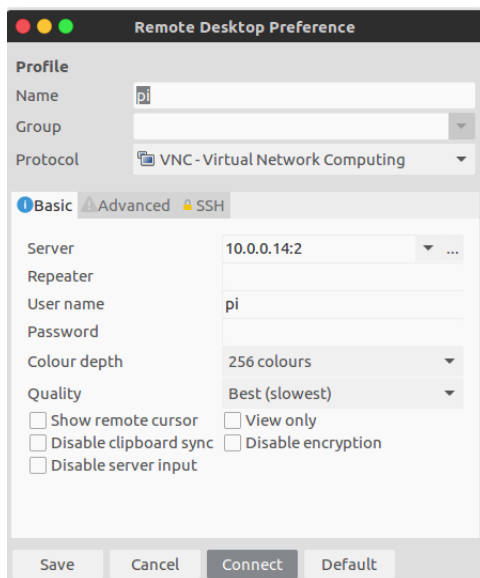 Remote Desktop Preference
Profile
Name pi
Group
Protocol VNC - Virtual Network Computing
Basic Advanced SSH
Server 10.0.0.14:2 ...
Repeater
User name pi
Password
Colour depth 256 colours
Quality Best (slowest)
Show remote cursor View only
Disable clipboard sync Disable encryption
Disable server input
Save Cancel Connect Default